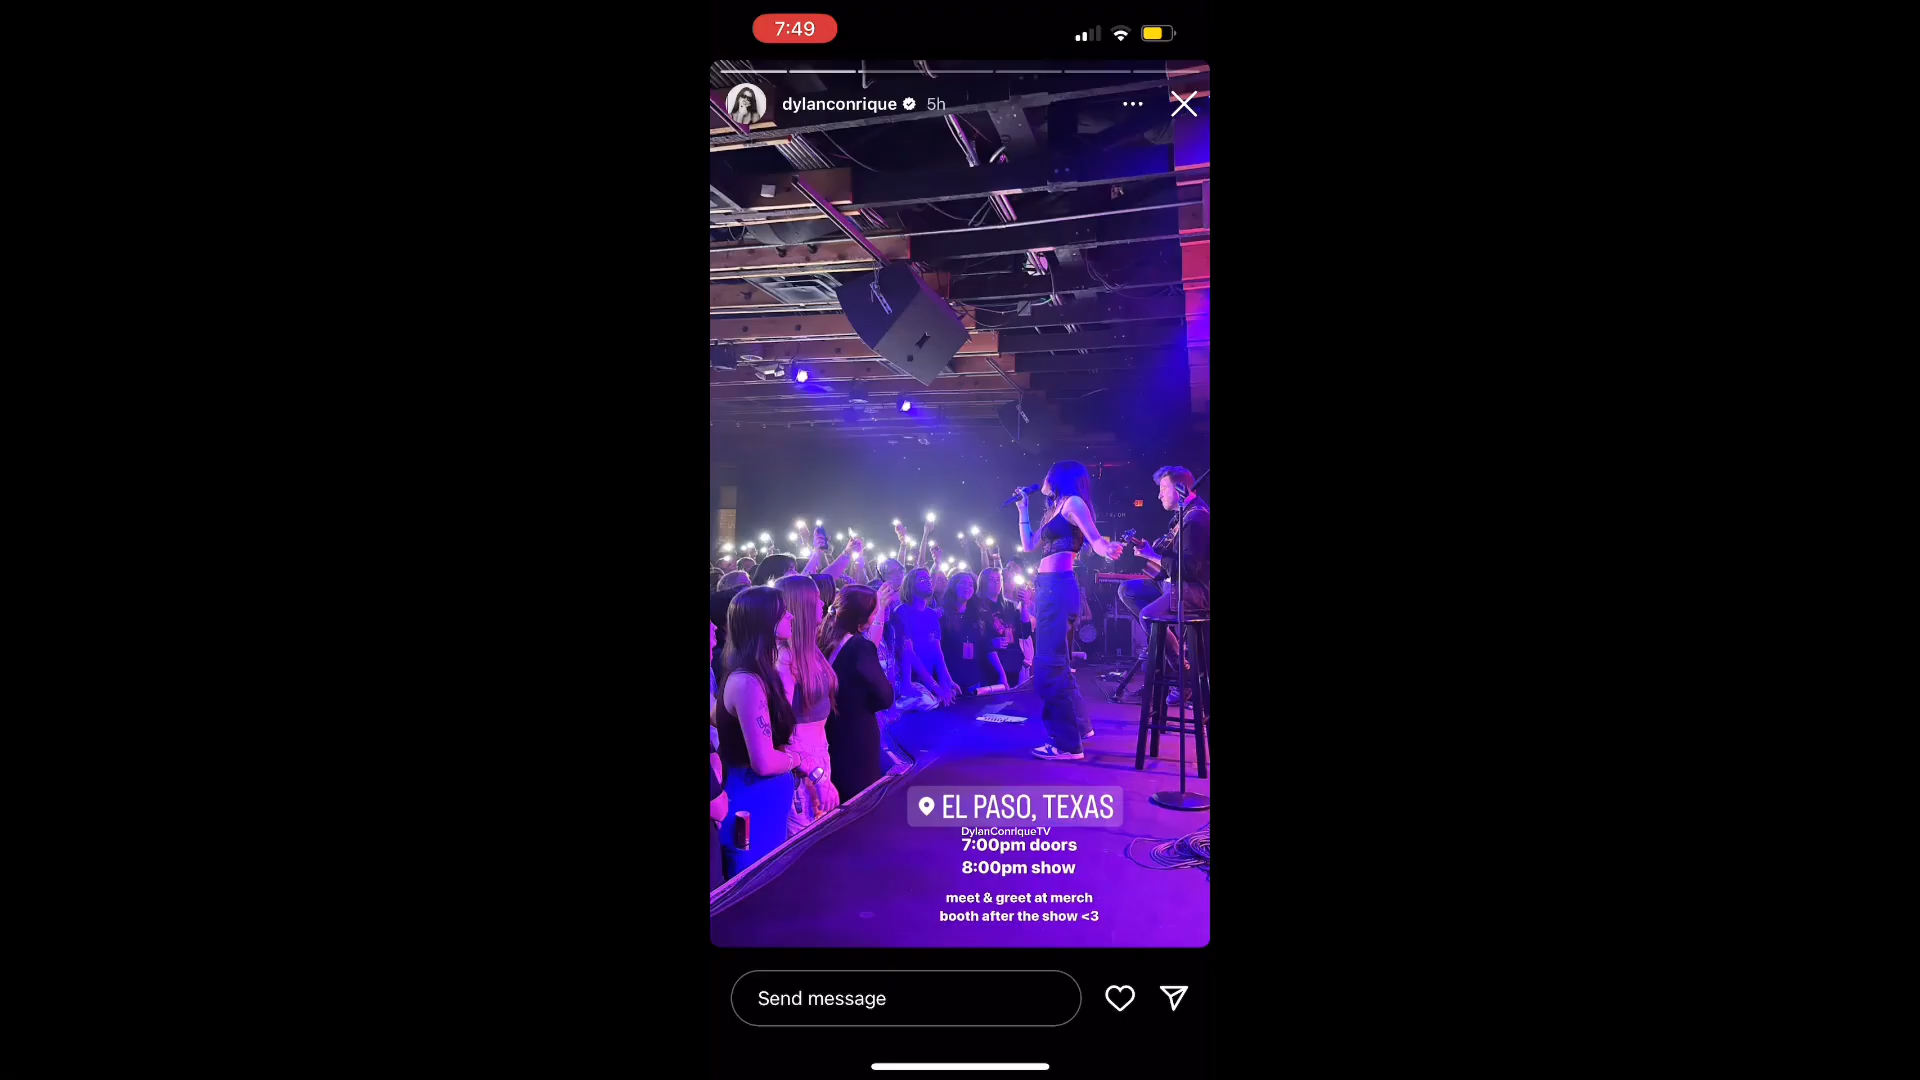 7:49
dylanconrique 5h
EL PASO, TEXAS
DylanConriqueTV
7:00pm doors
8:00pm show
meet & greet at merch
booth after the show <3
Send message